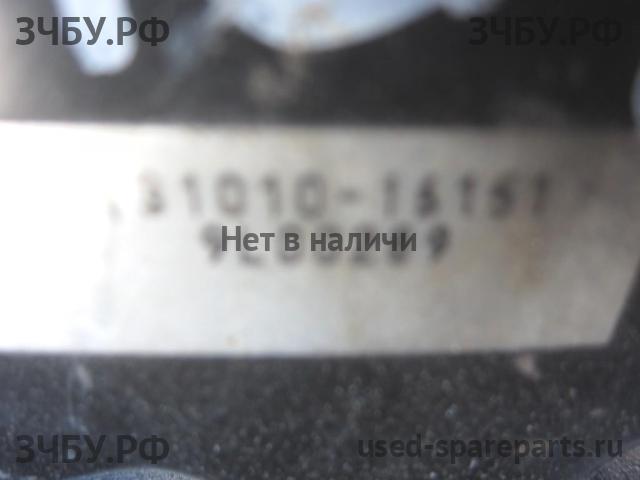 ЗЧБУ.РФ ЗЧБУ.РФ
31010-16151
Нет в наличи
ЗЧБУ.РФ used-spareparts.ru